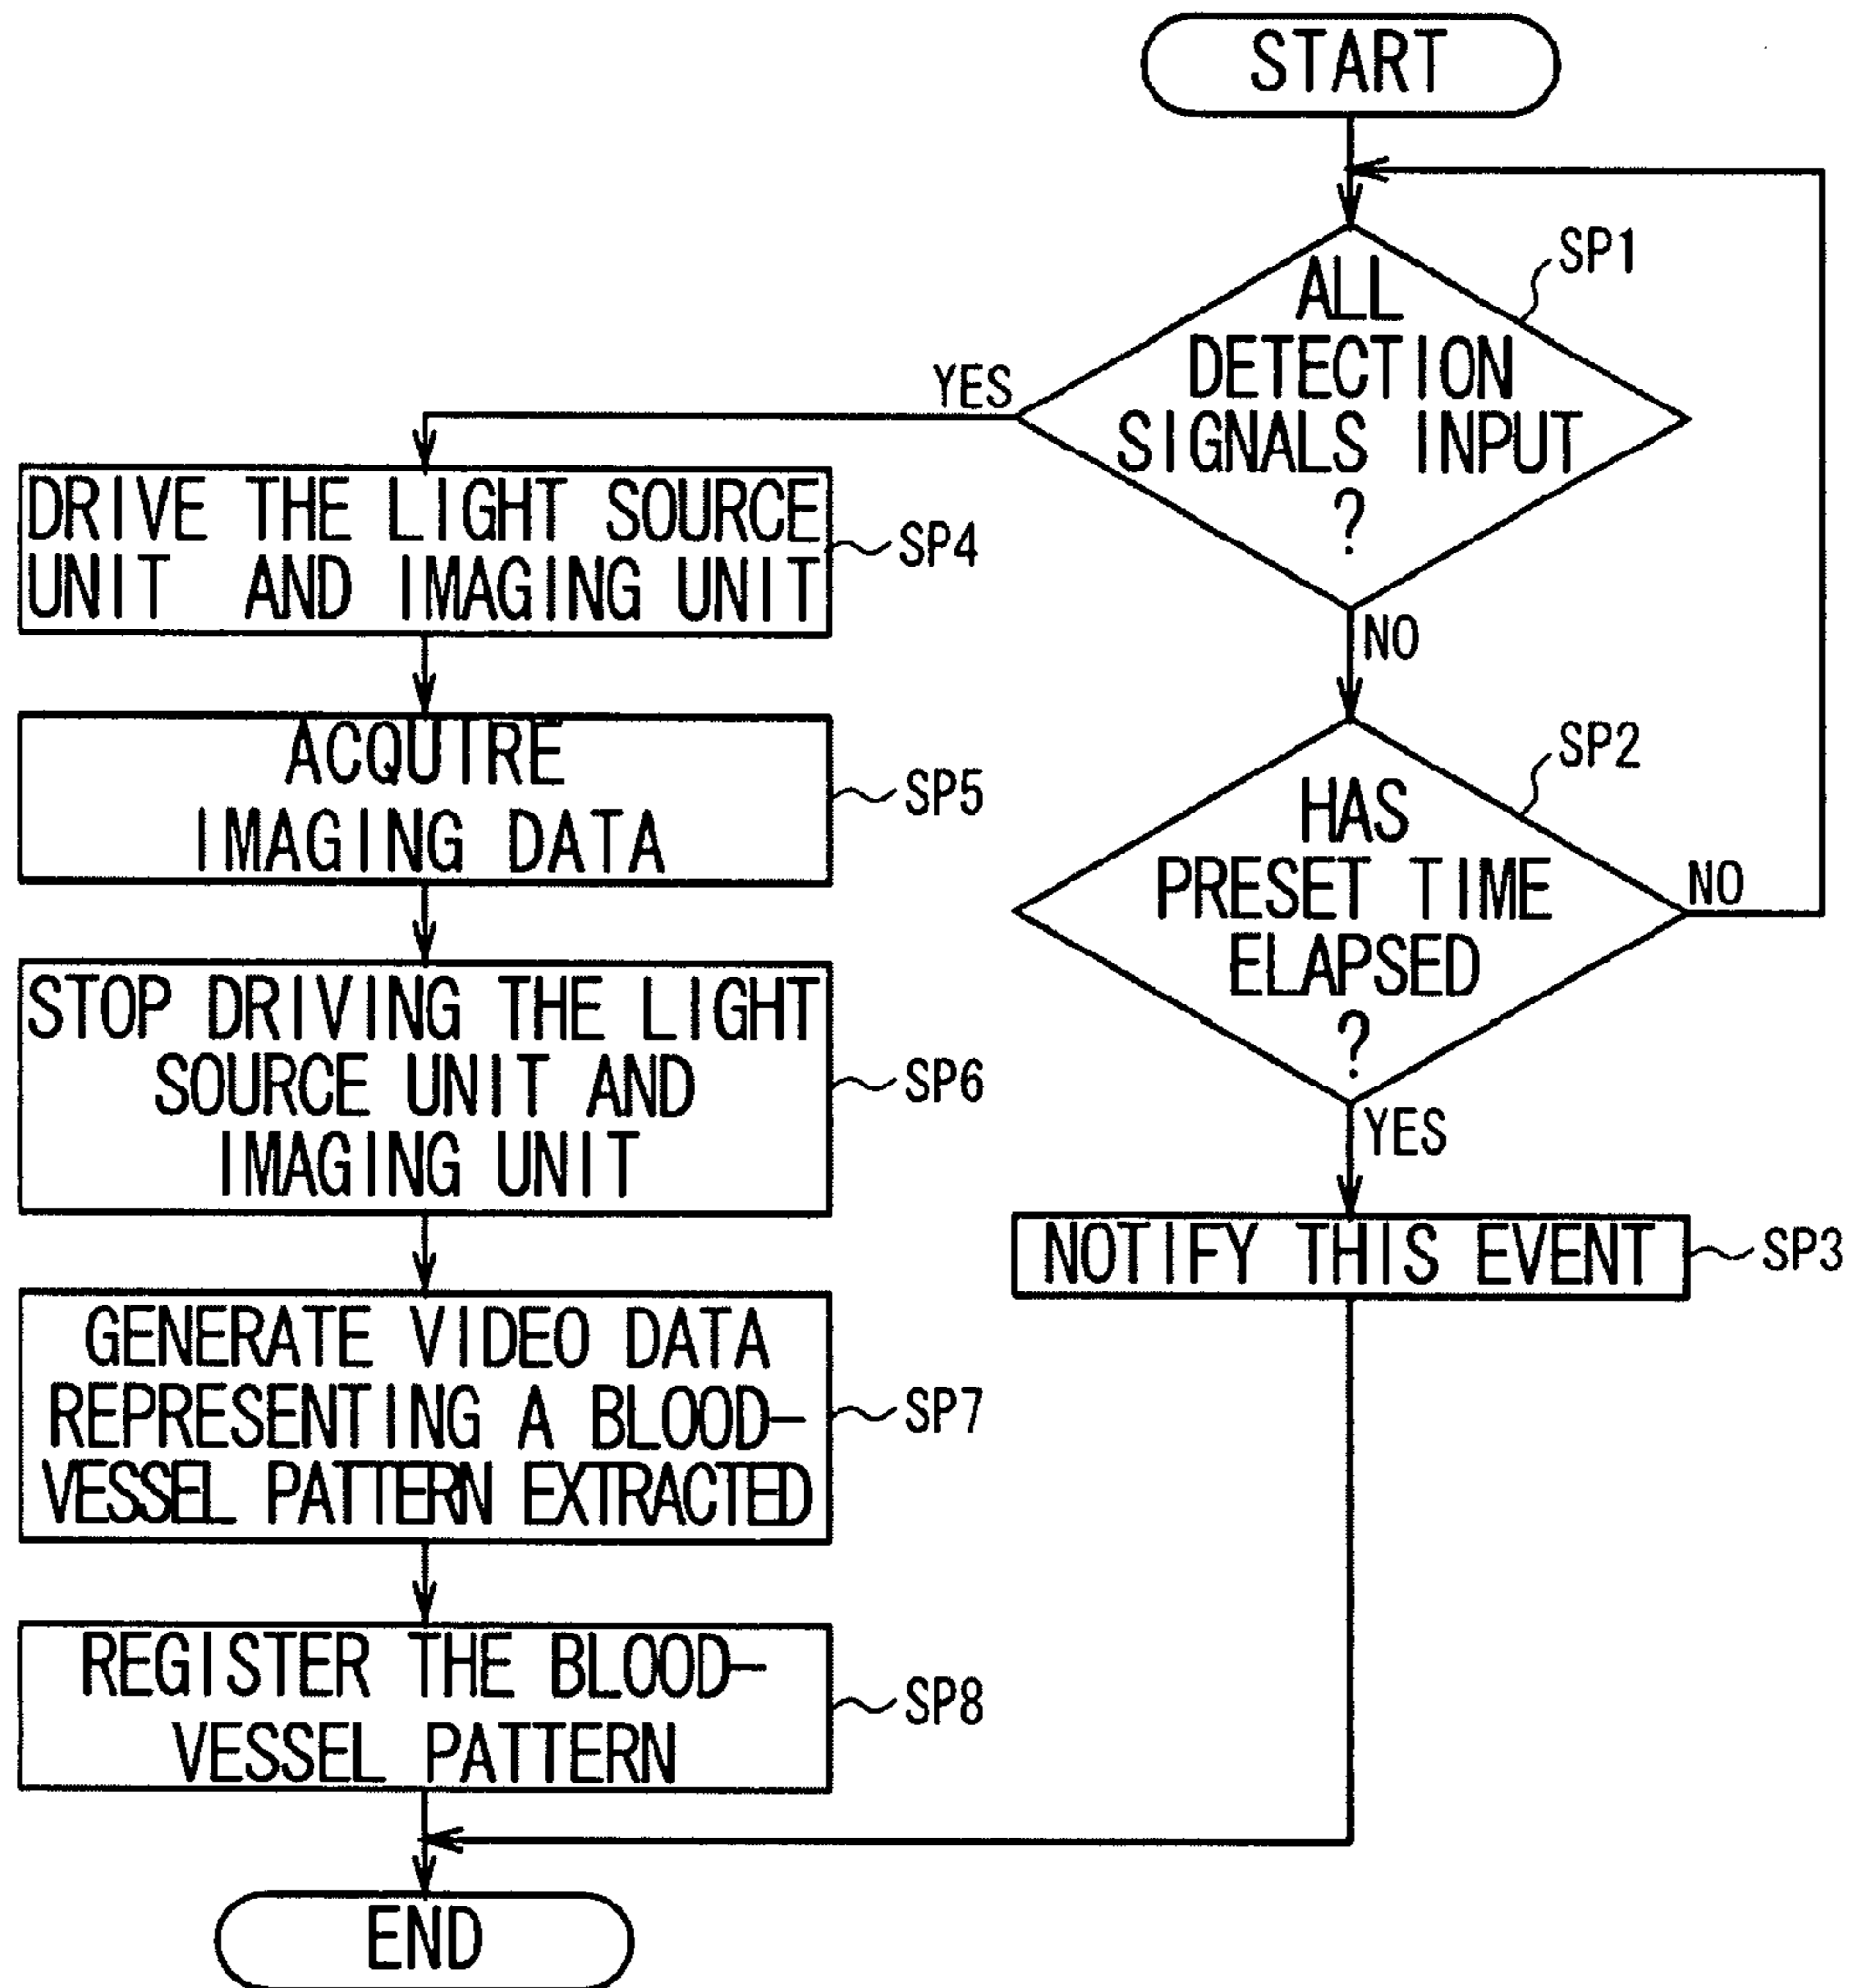 START
SP1
ALL
DETECTION
SIGNALS INPUT
?
YES
NO
SP2
HAS
PRESET TIME
ELAPSED
?
NO
YES
NOTIFY THIS EVENT
SP3
DRIVE THE LIGHT SOURCE
UNIT AND IMAGING UNIT
SP4
ACQUIRE
IMAGING DATA
SP5
STOP DRIVING THE LIGHT
SOURCE UNIT AND
IMAGING UNIT
SP6
GENERATE VIDEO DATA
REPRESENTING A BLOOD-
VESSEL PATTERN EXTRACTED
SP7
REGISTER THE BLOOD-
VESSEL PATTERN
SP8
END